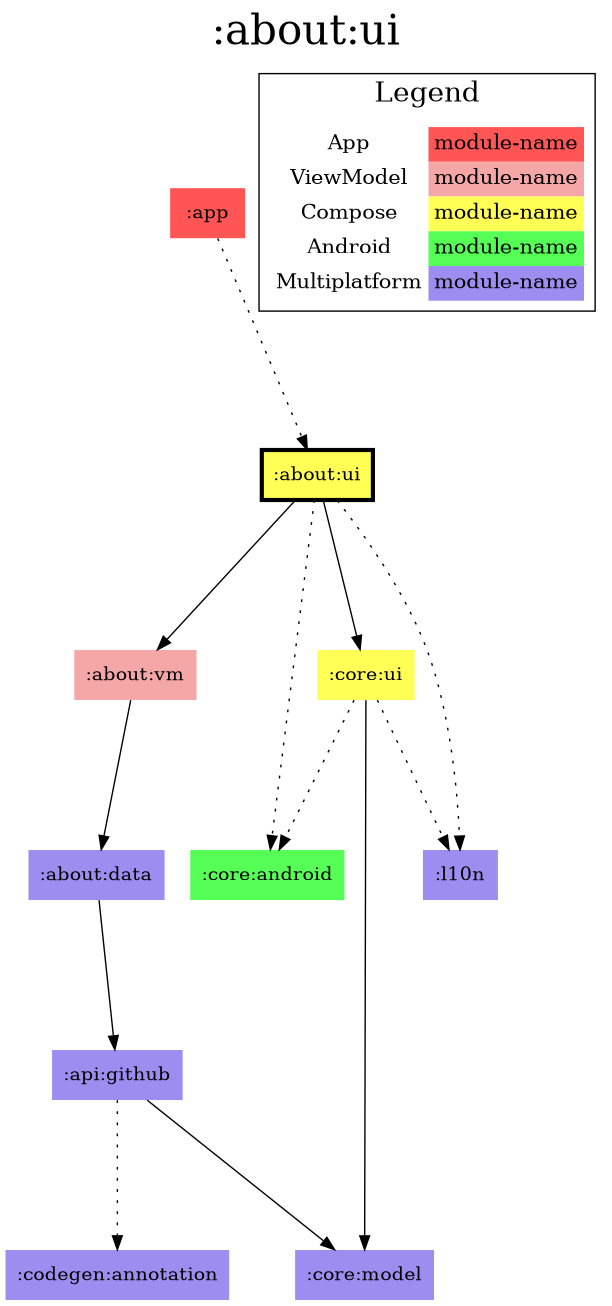 :about:ui
Legend
App module-name
ViewModel module-name
Compose module-name
Android module-name
Multiplatform module-name
:app
:about:ui
:about:vm
:core:ui
:about:data
:core:android
:l10n
:api:github
:codegen:annotation
:core:model